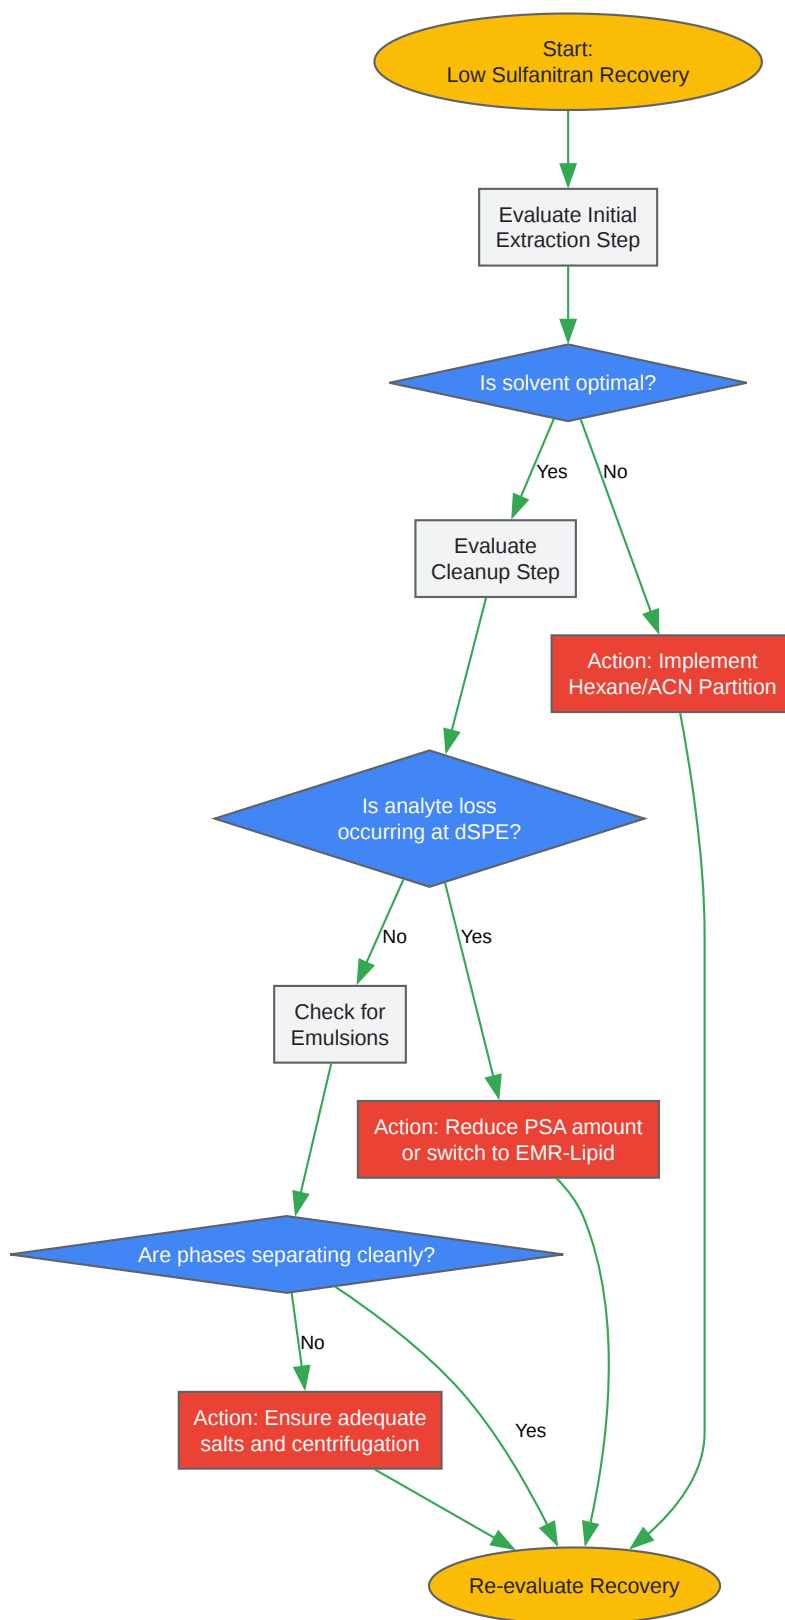 Start:
Low Sulfanitran Recovery
Evaluate Initial
Extraction Step
Is solvent optimal?
Yes
No
Evaluate
Cleanup Step
Action: Implement
Hexane/ACN Partition
Is analyte loss
occurring at dSPE?
No
Yes
Check for
Emulsions
Action: Reduce PSA amount
or switch to EMR-Lipid
Are phases separating cleanly?
No
Action: Ensure adequate
salts and centrifugation
Yes
Re-evaluate Recovery